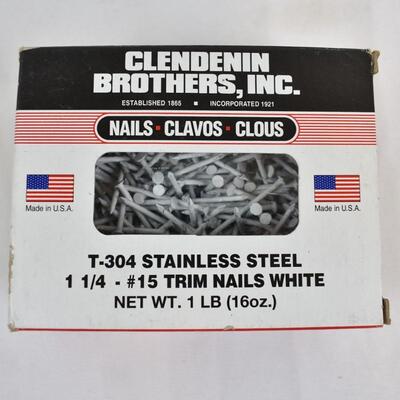 CLENDENIN
BROTHERS, INC.
ESTABLISHED 1865 ▪ INCORPORATED 1921
NAILS ▪ CLAVOS ▪ CLOUS
Made in U.S.A.
Made in U.S.A.
T-304 STAINLESS STEEL
1 1/4 - #15 TRIM NAILS WHITE
NET WT. 1 LB (16oz.)